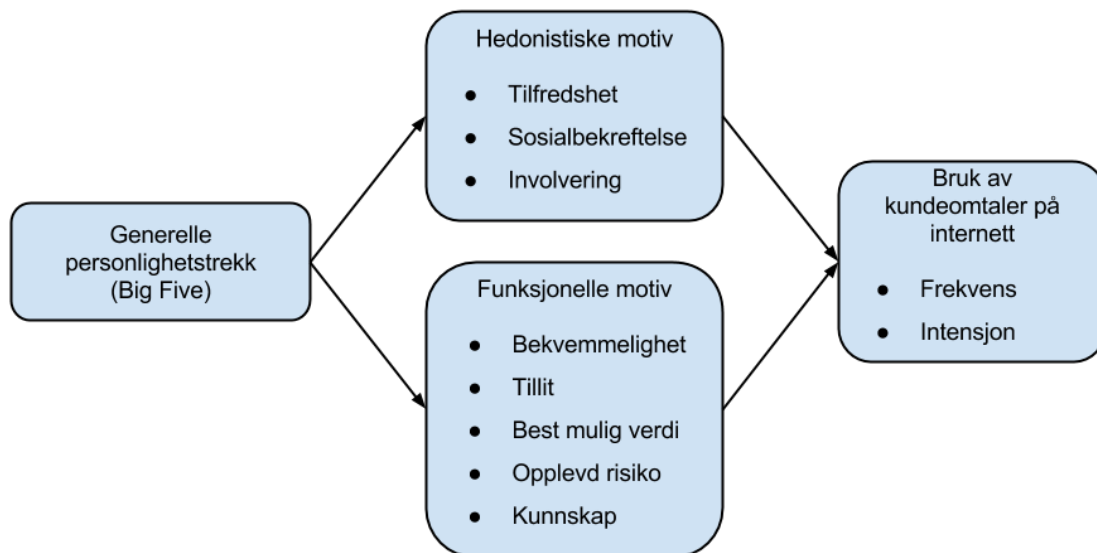 Generelle
personlighetstrekk
(Big Five)
Hedonistiske motiv
● Tilfredshet
● Sosialbekreftelse
● Involvering
Funksjonelle motiv
● Bekvemmelighet
● Tillit
● Best mulig verdi
● Opplevd risiko
● Kunnskap
Bruk av
kundeomtaler på
internett
● Frekvens
● Intensjon